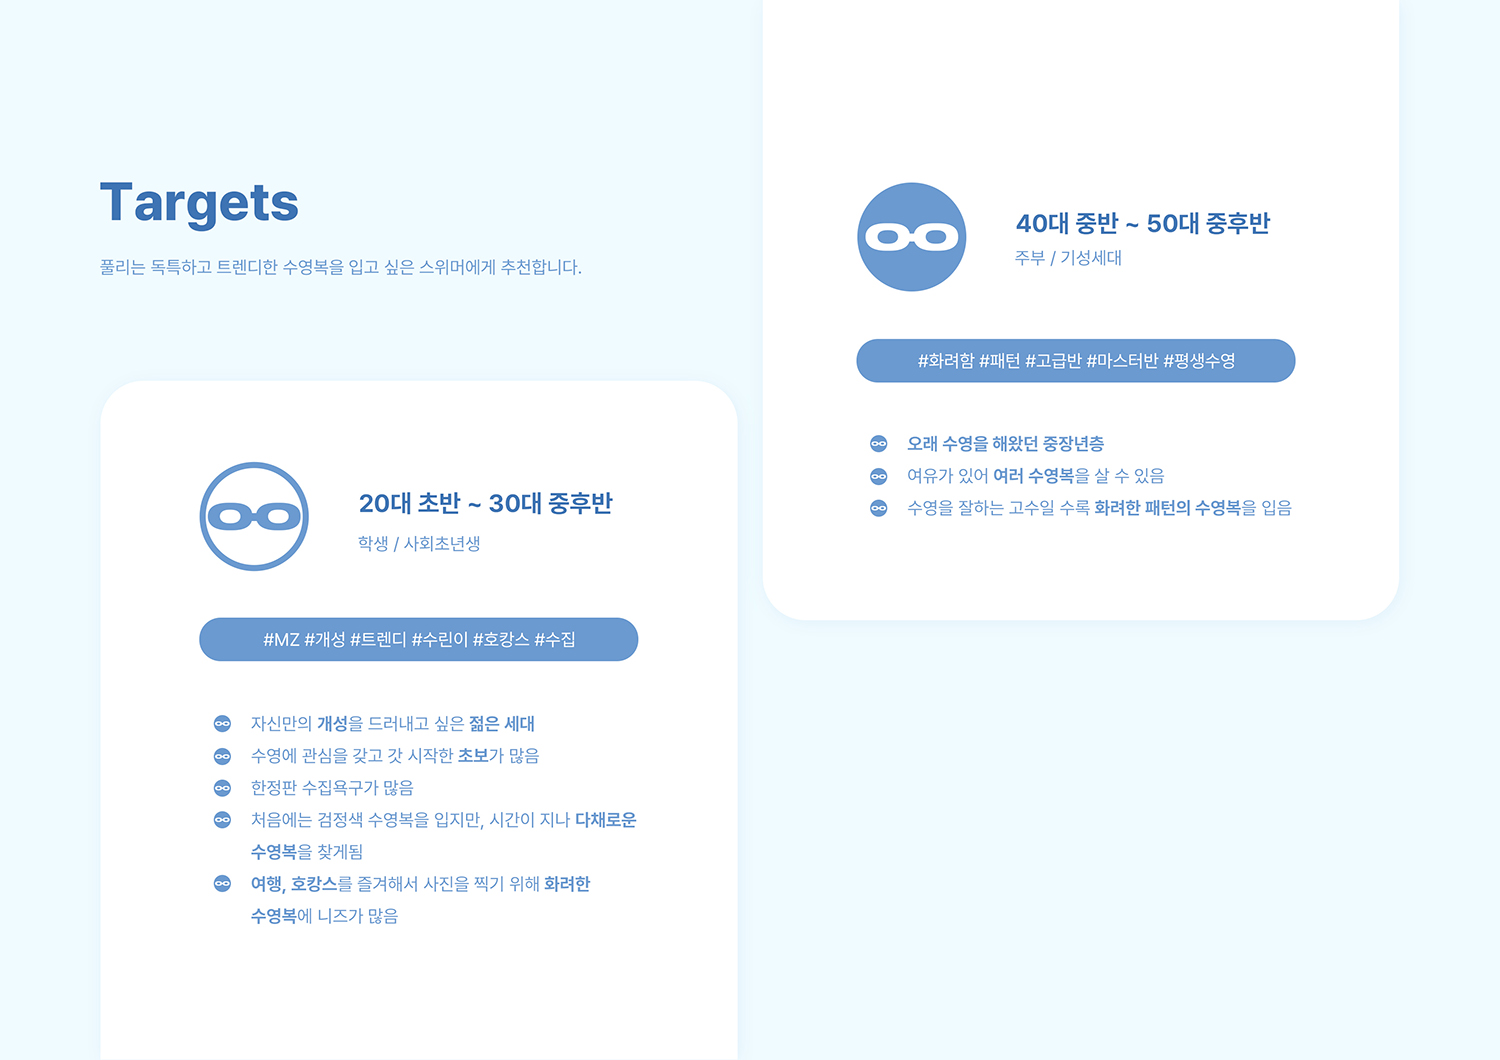 Targets
풀리는 독특하고 트렌디한 수영복을 입고 싶은 스위머에게 추천합니다.
20대 초반 ~ 30대 중후반
학생 / 사회초년생
#MZ #개성 #트렌디 #수린이 #호캉스 #수집
자신만의 개성을 드러내고 싶은 젊은 세대
수영에 관심을 갖고 갓 시작한 초보가 많음
한정판 수집욕구가 많음
처음에는 검정색 수영복을 입지만, 시간이 지나 다채로운
수영복을 찾게됨
여행, 호캉스를 즐겨해서 사진을 찍기 위해 화려한
수영복에 니즈가 많음
40대 중반 ~ 50대 중후반
주부 / 기성세대
#화려함 #패턴 #고급반 #마스터반 #평생수영
오래 수영을 해왔던 중장년층
여유가 있어 여러 수영복을 살 수 있음
수영을 잘하는 고수일 수록 화려한 패턴의 수영복을 입음